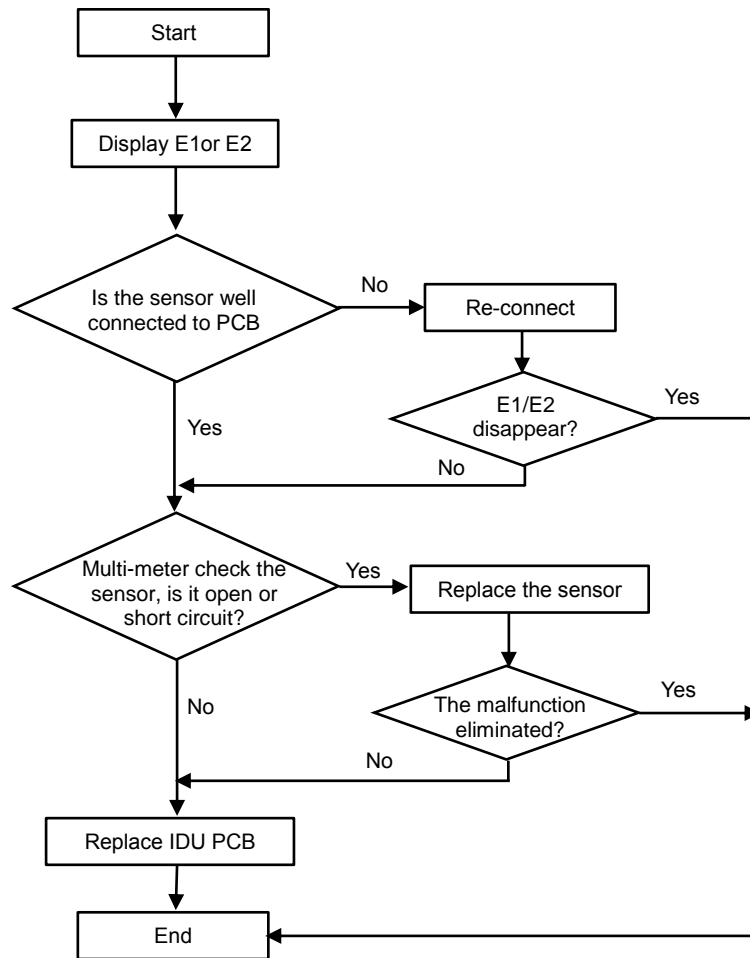 Start
Display E1or E2
Is the sensor well
connected to PCB
No
Re-connect
E1/E2
disappear?
Yes
Yes
No
Multi-meter check the
sensor, is it open or
short circuit?
Yes
Replace the sensor
The malfunction
eliminated?
Yes
No
No
Replace IDU PCB
End